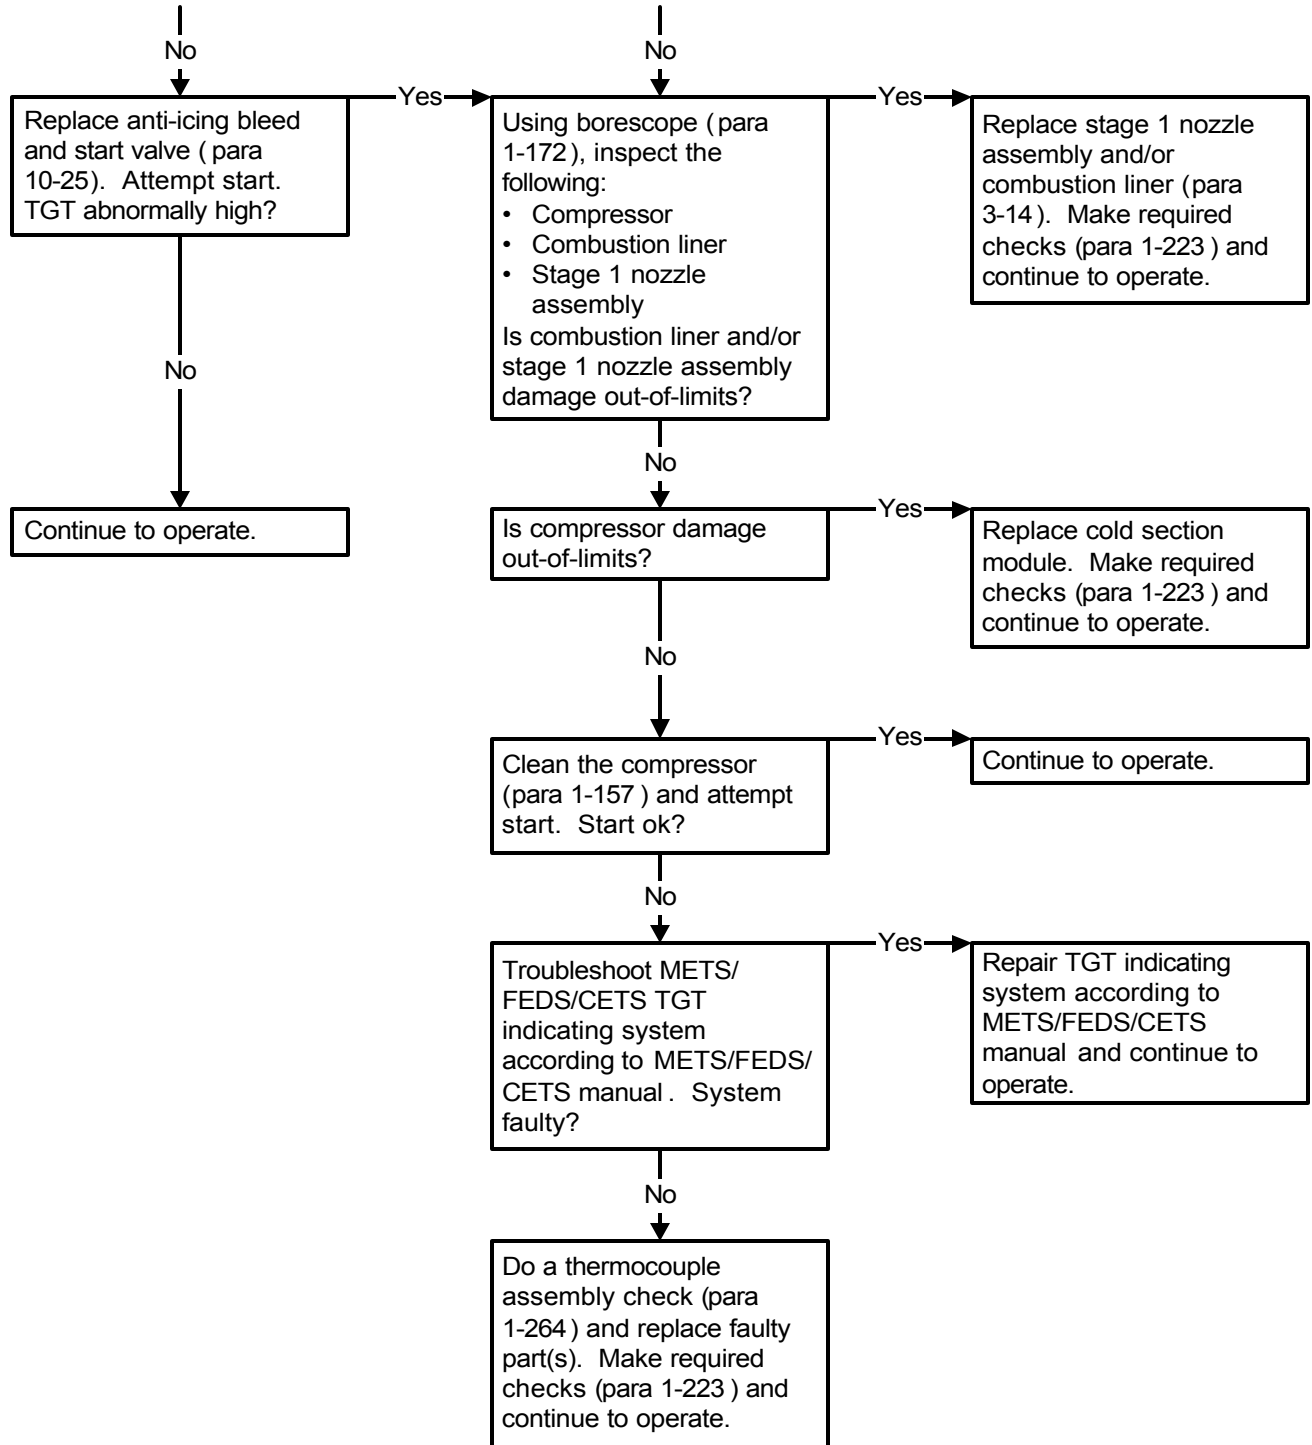 No
No
Replace anti-icing bleed
and start valve (para
10-25). Attempt start.
TGT abnormally high?
Yes
Using borescope (para
1-172), inspect the
following:
• Compressor
• Combustion liner
• Stage 1 nozzle
assembly
Is combustion liner and/or
stage 1 nozzle assembly
damage out-of-limits?
Yes
Replace stage 1 nozzle
assembly and/or
combustion liner (para
3-14). Make required
checks (para 1-223) and
continue to operate.
No
Continue to operate.
No
Is compressor damage
out-of-limits?
Yes
Replace cold section
module. Make required
checks (para 1-223) and
continue to operate.
No
Clean the compressor
(para 1-157) and attempt
start. Start ok?
Yes
Continue to operate.
No
Troubleshoot METS/
FEDS/CETS TGT
indicating system
according to METS/FEDS/
CETS manual. System
faulty?
Yes
Repair TGT indicating
system according to
METS/FEDS/CETS
manual and continue to
operate.
No
Do a thermocouple
assembly check (para
1-264) and replace faulty
part(s). Make required
checks (para 1-223) and
continue to operate.